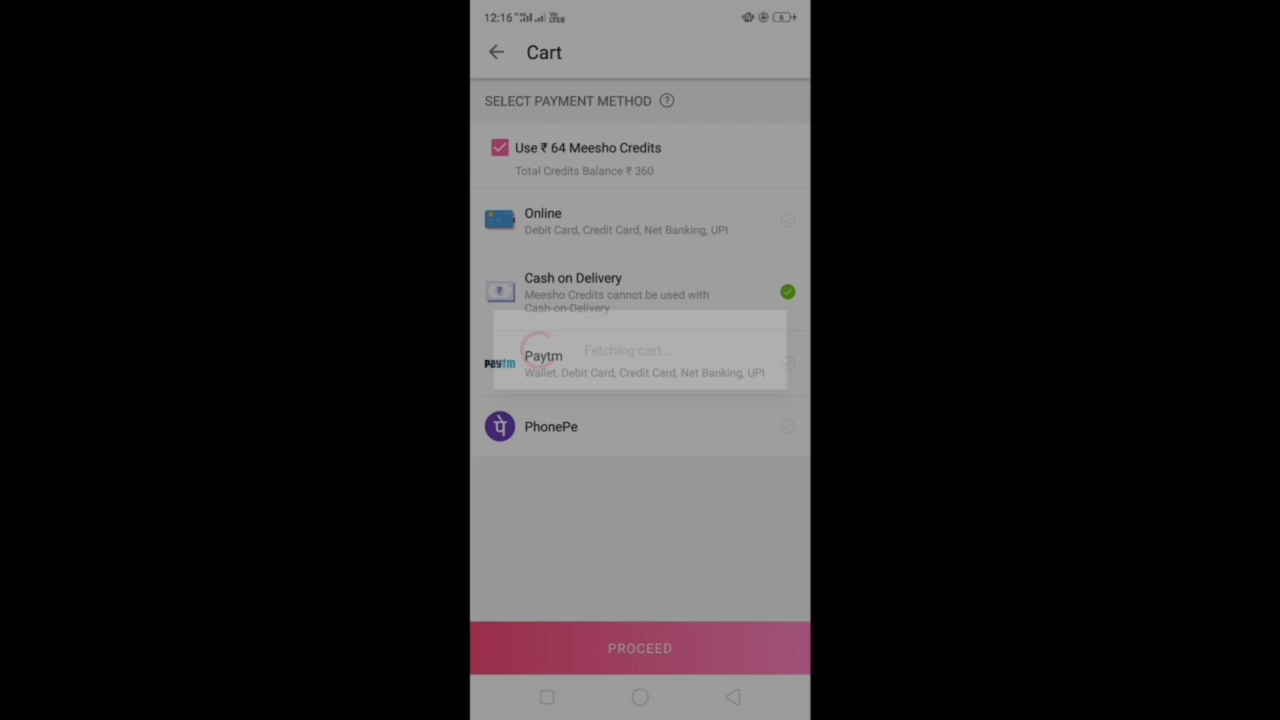 12:16
Cart
SELECT PAYMENT METHOD ?
Use ₹ 64 Meesho Credits
Total Credits Balance ₹ 360
Online
Debit Card, Credit Card, Net Banking, UPI
Cash on Delivery
Meesho Credits cannot be used with
Cash-on-Delivery
Fetching cart...
Paytm
paytm
Wallet, Debit Card, Credit Card, Net Banking, UPI
पे
PhonePe
PROCEED